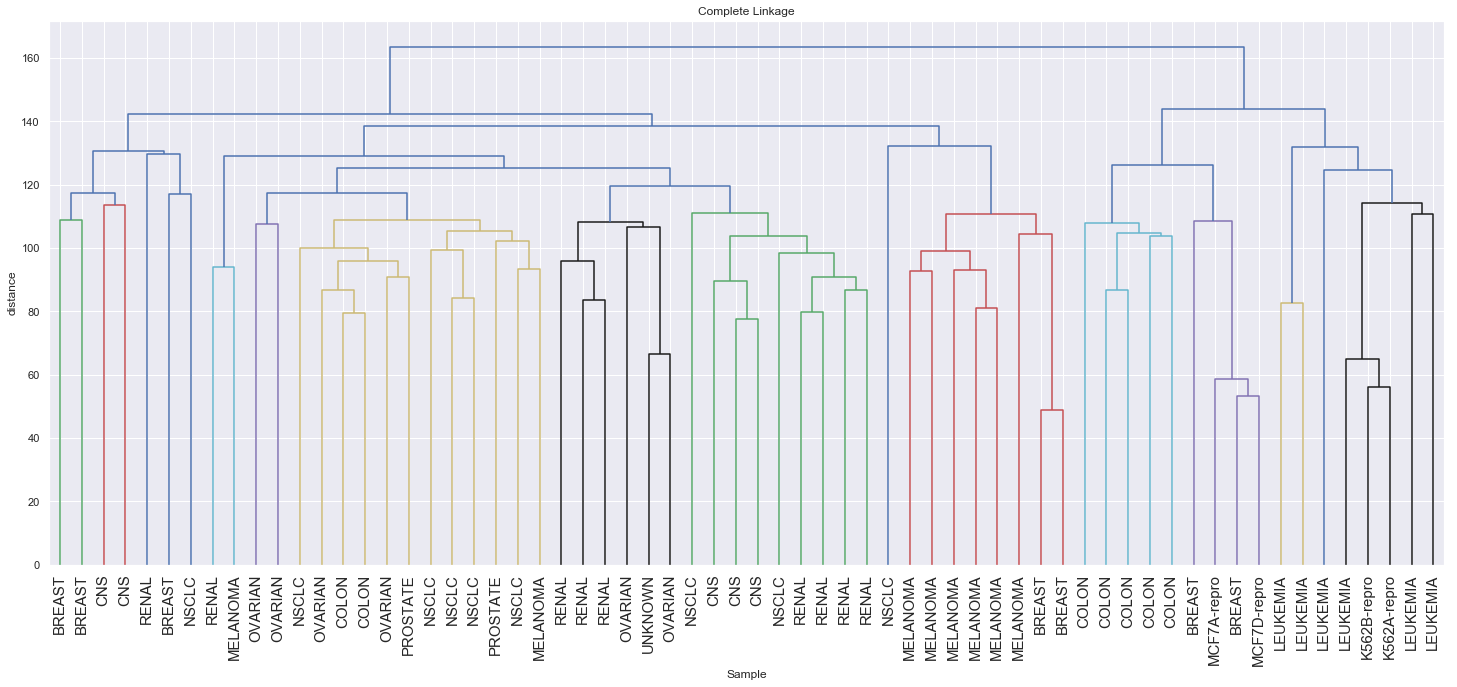 Complete Linkage
160
140
120
100
80
60
40
20
0
distance
BREAST
BREAST
CNS
CNS
RENAL
BREAST
NSCLC
RENAL
MELANOMA
OVARIAN
OVARIAN
NSCLC
OVARIAN
COLON
COLON
OVARIAN
PROSTATE
NSCLC
NSCLC
NSCLC
PROSTATE
NSCLC
MELANOMA
RENAL
RENAL
RENAL
OVARIAN
UNKNOWN
OVARIAN
NSCLC
CNS
CNS
CNS
NSCLC
RENAL
RENAL
RENAL
RENAL
NSCLC
MELANOMA
MELANOMA
MELANOMA
MELANOMA
MELANOMA
MELANOMA
BREAST
BREAST
COLON
COLON
COLON
COLON
COLON
BREAST
MCF7A-repro
BREAST
MCF7D-repro
LEUKEMIA
LEUKEMIA
LEUKEMIA
LEUKEMIA
K562B-repro
K562A-repro
LEUKEMIA
LEUKEMIA
Sample